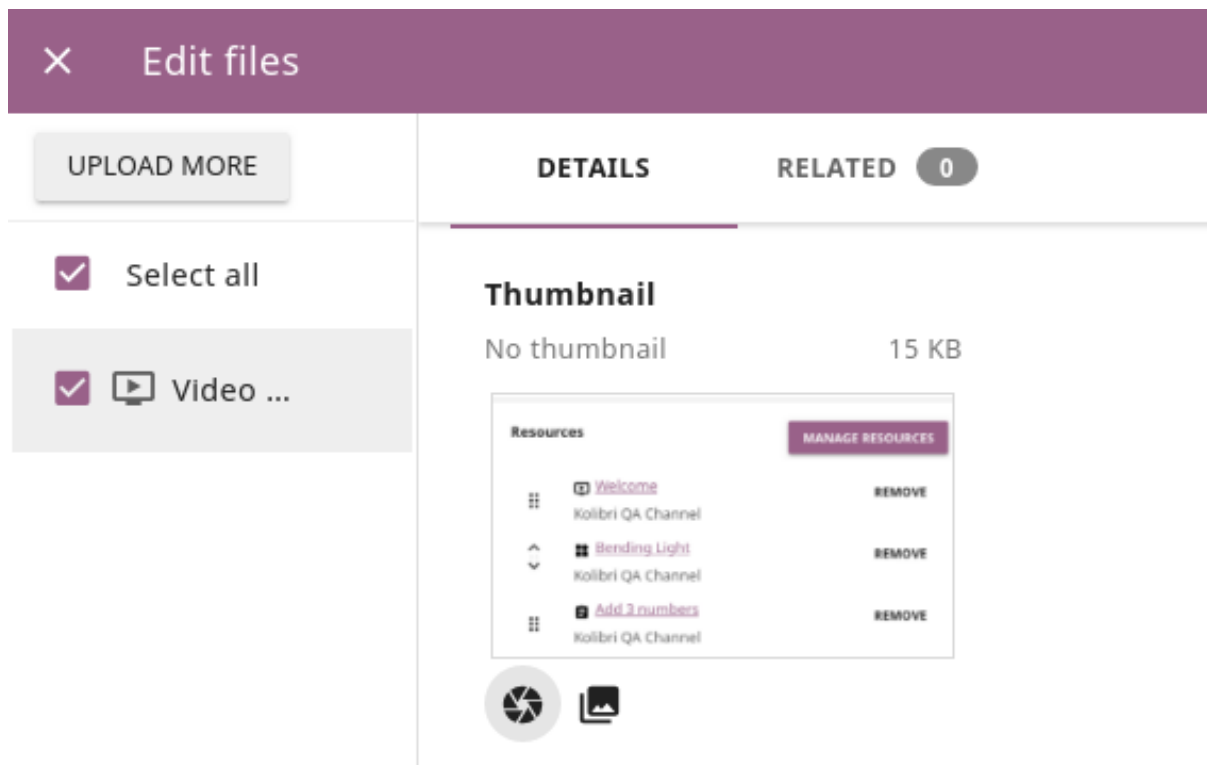 Edit files
UPLOAD MORE
DETAILS
RELATED 0
Select all
Video ...
Thumbnail
No thumbnail 15 KB
Resources
MANAGE RESOURCES
Welcome
REMOVE
Kolibri QA Channel
Bending Light
REMOVE
Kolibri QA Channel
Add 3 numbers
REMOVE
Kolibri QA Channel